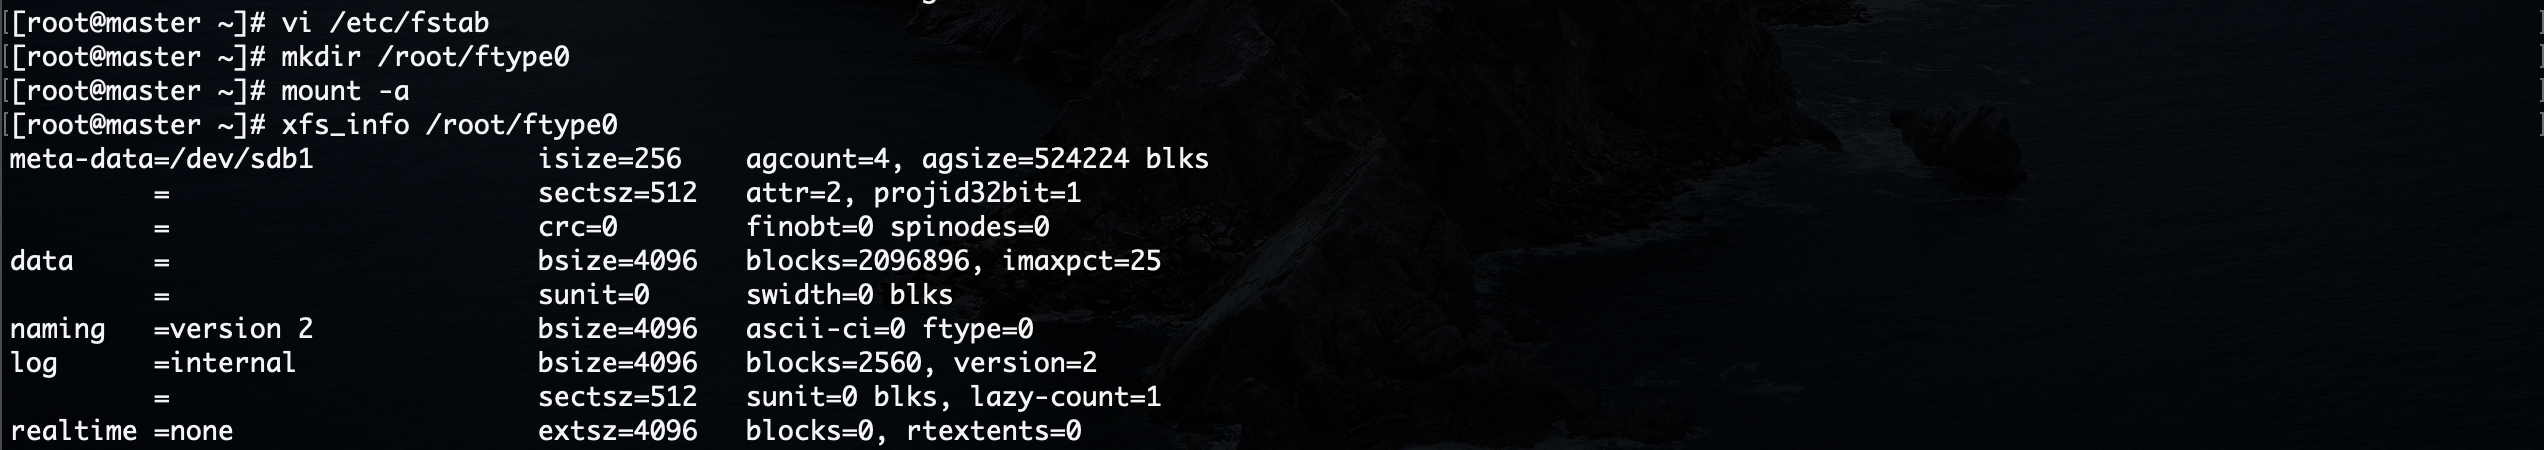 [root@master ~]# vi /etc/fstab
[root@master ~]# mkdir /root/ftype0
[root@master ~]# mount -a
[root@master ~]# xfs_info /root/ftype0
meta-data=/dev/sdb1              isize=256    agcount=4, agsize=524224 blks
         =                       sectsz=512   attr=2, projid32bit=1
         =                       crc=0        finobt=0 spinodes=0
data     =                       bsize=4096   blocks=2096896, imaxpct=25
         =                       sunit=0      swidth=0 blks
naming   =version 2              bsize=4096   ascii-ci=0 ftype=0
log      =internal               bsize=4096   blocks=2560, version=2
         =                       sectsz=512   sunit=0 blks, lazy-count=1
realtime =none                   extsz=4096   blocks=0, rtextents=0